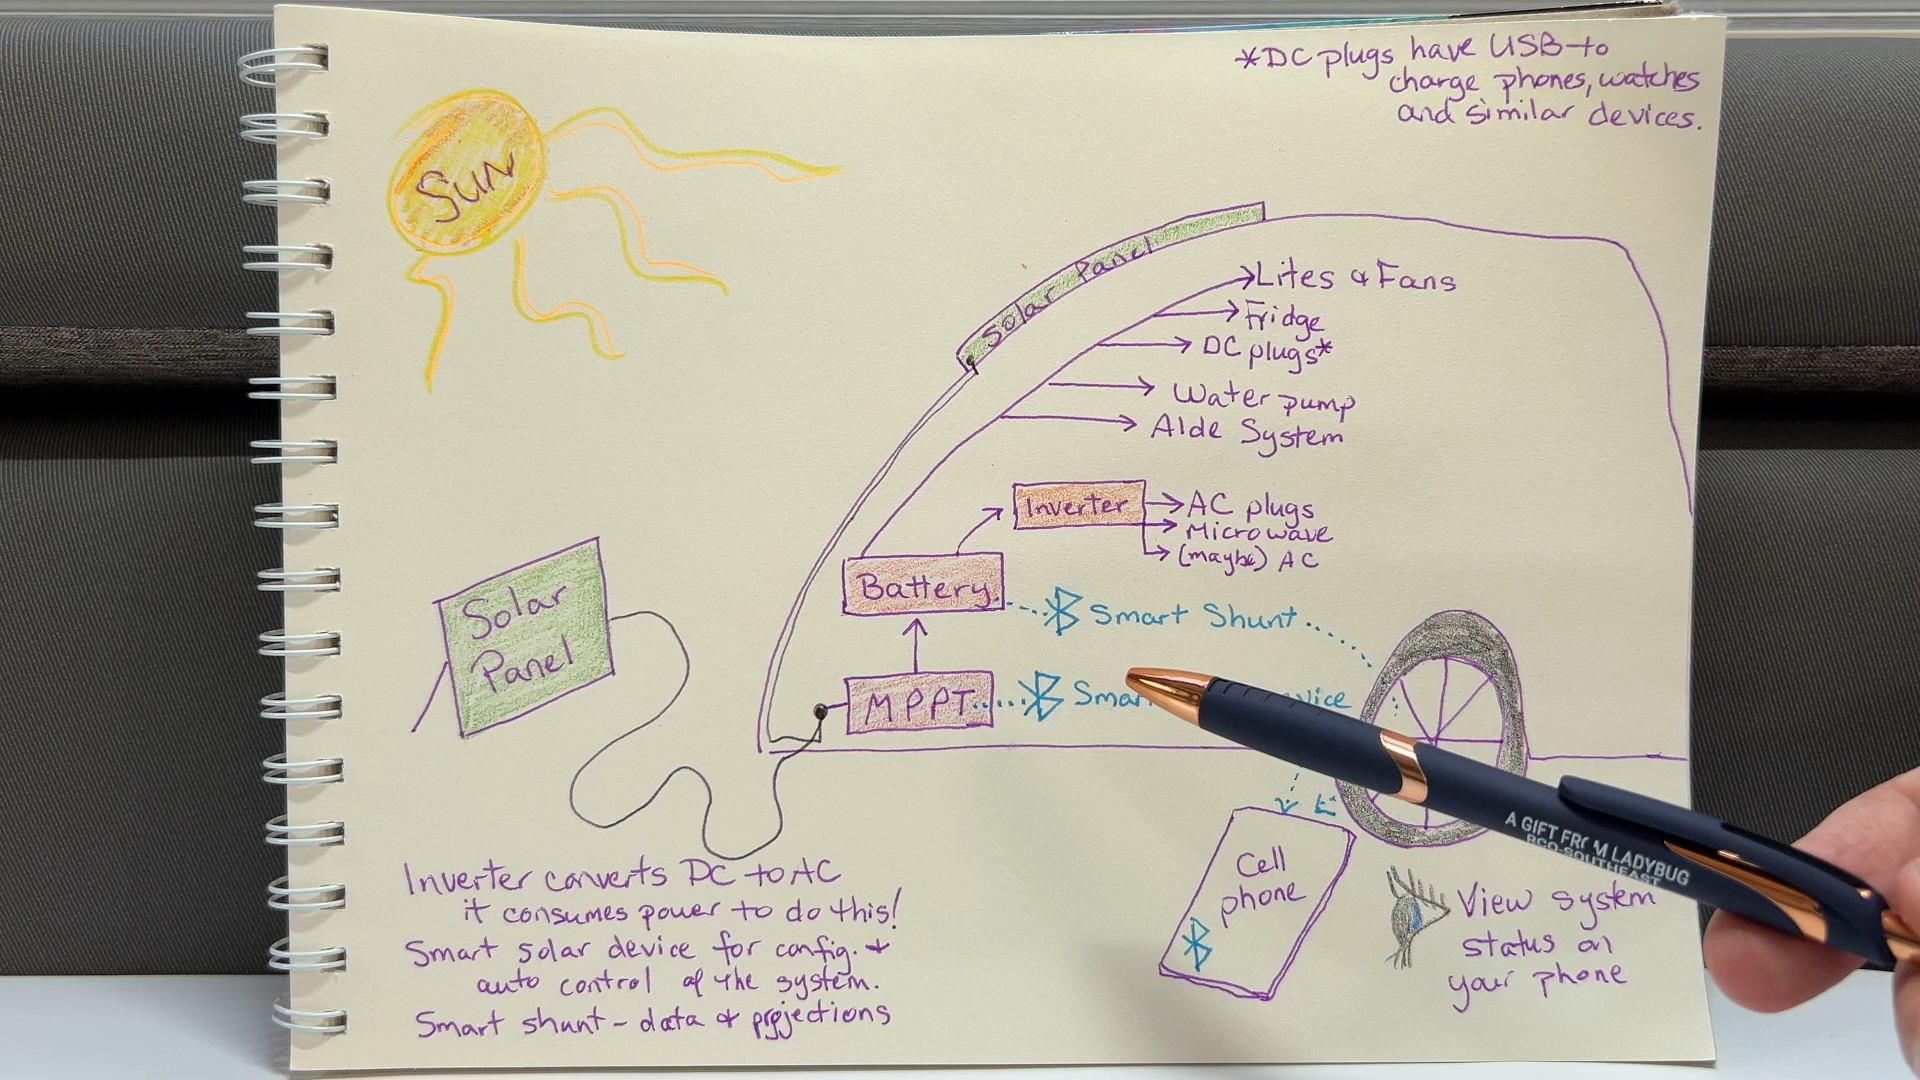 *DC plugs have USB to
charge phones, watches
and similar devices.
Sun
Solar Panel
Lites & Fans
Fridge
DC plugs*
Water pump
Alde System
Inverter
AC plugs
Microwave
(maybe) AC
Battery
Smart Shunt
Solar
Panel
MPPT
Cell
phone
View system
status on
your phone
A GIFT FROM LADYBUG
RCO-SOUTHEAST
Inverter converts DC to AC
it consumes power to do this!
Smart solar device for config. +
auto control of the system.
Smart shunt - data & projections